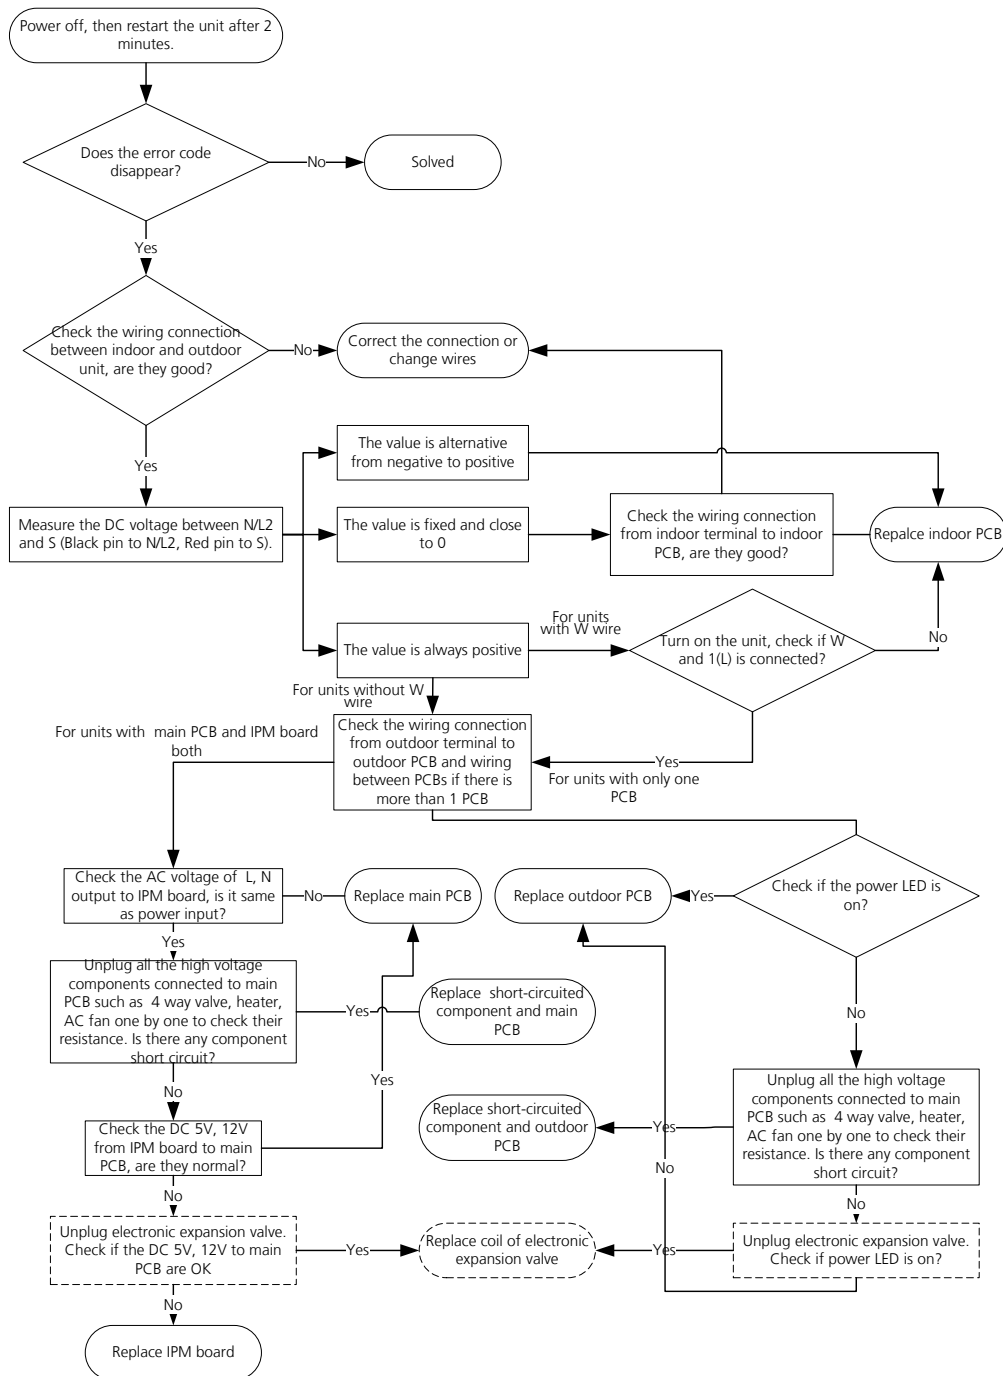 Power off, then restart the unit after 2
minutes.
Does the error code
disappear?
No
Solved
Yes
Check the wiring connection
between indoor and outdoor
unit, are they good?
No
Correct the connection or
change wires
Yes
The value is alternative
from negative to positive
Measure the DC voltage between N/L2
and S (Black pin to N/L2, Red pin to S).
The value is fixed and close
to 0
Check the wiring connection
from indoor terminal to indoor
PCB, are they good?
Repalce indoor PCB
The value is always positive
For units
with W wire
Turn on the unit, check if W
and 1(L) is connected?
No
For units without W
wire
For units with  main PCB and IPM board
both
Check the wiring connection
from outdoor terminal to
outdoor PCB and wiring
between PCBs if there is
more than 1 PCB
Yes
For units with only one
PCB
Check the AC voltage of  L, N
output to IPM board, is it same
as power input?
No
Replace main PCB
Replace outdoor PCB
Yes
Check if the power LED is
on?
Yes
Unplug all the high voltage
components connected to main
PCB such as  4 way valve, heater,
AC fan one by one to check their
resistance. Is there any component
short circuit?
Yes
Replace  short-circuited
component and main
PCB
No
Yes
No
Check the DC 5V, 12V
from IPM board to main
PCB, are they normal?
Replace short-circuited
component and outdoor
PCB
Yes
Unplug all the high voltage
components connected to main
PCB such as  4 way valve, heater,
AC fan one by one to check their
resistance. Is there any component
short circuit?
No
No
No
Unplug electronic expansion valve.
Check if the DC 5V, 12V to main
PCB are OK
Yes
Replace coil of electronic
expansion valve
Yes
Unplug electronic expansion valve.
Check if power LED is on?
No
Replace IPM board